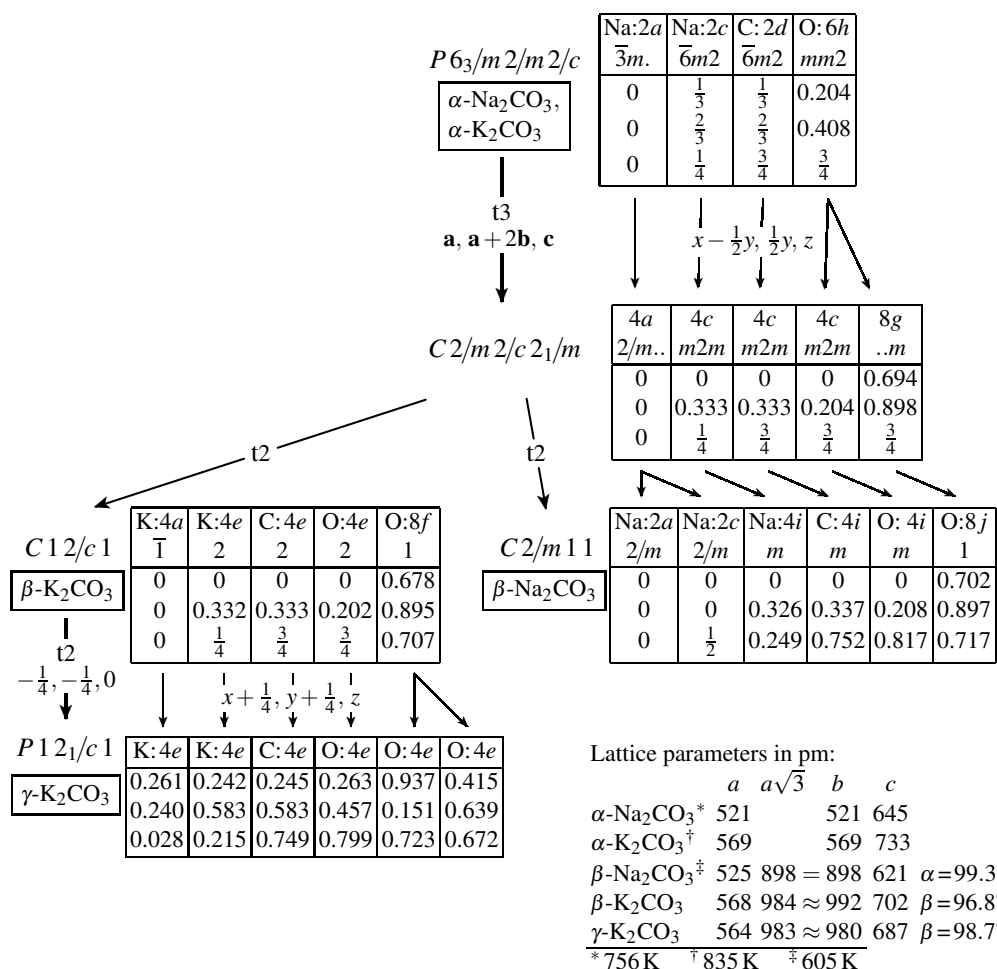 Na:2a Na:2c C:2d O:6h
P 6₃/m 2/m 2/c 3̅m. 6̅m2 6̅m2 mm2
α-Na₂CO₃, 0 1/3 1/3 0.204
α-K₂CO₃ 0 2/3 2/3 0.408
0 1/4 3/4 3/4
t3
a, a+2b, c x − 1/2y, 1/2y, z
4a 4c 4c 4c 8g
C 2/m 2/c 2₁/m 2/m.. m2m m2m m2m ..m
0 0 0 0 0.694
0 0.333 0.333 0.204 0.898
0 1/4 3/4 3/4 3/4
t2 t2
K:4a K:4e C:4e O:4e O:8f
C 1 2/c 1 1̅ 2 2 2 1
β-K₂CO₃ 0 0 0 0 0.678
0 0.332 0.333 0.202 0.895
0 1/4 3/4 3/4 0.707
Na:2a Na:2c Na:4i C:4i O: 4i O:8j
C 2/m 1 1 2/m 2/m m m m 1
β-Na₂CO₃ 0 0 0 0 0 0.702
0 0 0.326 0.337 0.208 0.897
0 1/2 0.249 0.752 0.817 0.717
t2
−1/4, −1/4, 0 x + 1/4, y + 1/4, z
P 1 2₁/c 1 K:4e K:4e C:4e O:4e O:4e O:4e
γ-K₂CO₃ 0.261 0.242 0.245 0.263 0.937 0.415
0.240 0.583 0.583 0.457 0.151 0.639
0.028 0.215 0.749 0.799 0.723 0.672
Lattice parameters in pm:
a a√3 b c
α-Na₂CO₃* 521 521 645
α-K₂CO₃† 569 569 733
β-Na₂CO₃‡ 525 898 = 898 621 α=99.3
β-K₂CO₃ 568 984 ≈ 992 702 β=96.8
γ-K₂CO₃ 564 983 ≈ 980 687 β=98.7
* 756 K † 835 K ‡ 605 K